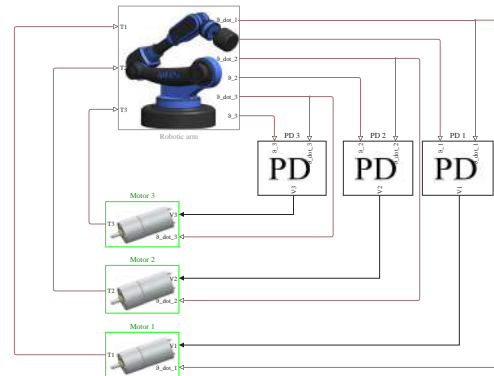 T1
T2
T3
ϑ_dot_1
ϑ_dot_2
ϑ_2
ϑ_dot_3
ϑ_3
Robotic arm
PD 3
PD 2
PD 1
ϑ_3
ϑ_dot_3
ϑ_2
ϑ_dot_2
ϑ_1
ϑ_dot_1
PD
PD
PD
V3
V2
V1
Motor 3
T3
V3
ϑ_dot_3
Motor 2
T2
V2
ϑ_dot_2
Motor 1
T1
V1
ϑ_dot_1